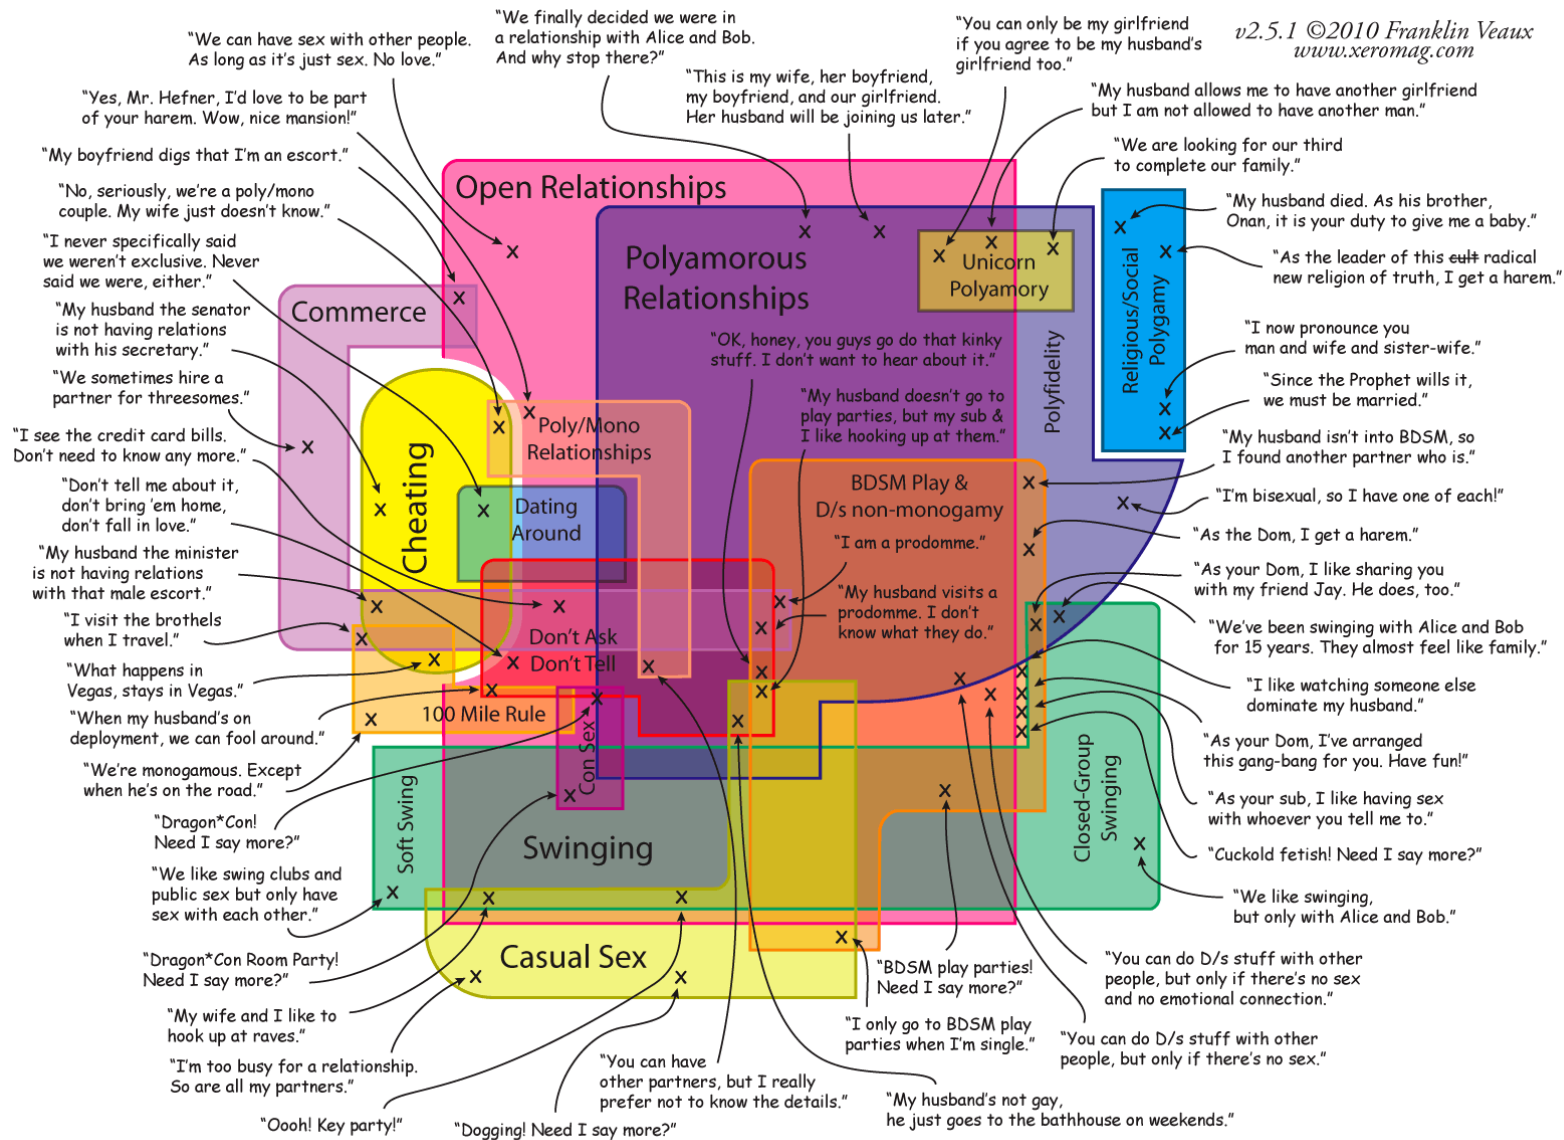 “We finally decided we were in
a relationship with Alice and Bob.
And why stop there?”
“You can only be my girlfriend
if you agree to be my husband’s
girlfriend too.”
v2.5.1 ©2010 Franklin Veaux
www.xeromag.com
“We can have sex with other people.
As long as it’s just sex. No love.”
“This is my wife, her boyfriend,
my boyfriend, and our girlfriend.
Her husband will be joining us later.”
“My husband allows me to have another girlfriend
but I am not allowed to have another man.”
“Yes, Mr. Hefner, I’d love to be part
of your harem. Wow, nice mansion!”
“We are looking for our third
to complete our family.”
“My boyfriend digs that I’m an escort.”
“No, seriously, we’re a poly/mono
couple. My wife just doesn’t know.”
“I never specifically said
we weren’t exclusive. Never
said we were, either.”
“My husband the senator
is not having relations
with his secretary.”
“We sometimes hire a
partner for threesomes.”
“I see the credit card bills.
Don’t need to know any more.”
“Don’t tell me about it,
don’t bring ’em home,
don’t fall in love.”
“My husband the minister
is not having relations
with that male escort.”
“I visit the brothels
when I travel.”
“What happens in
Vegas, stays in Vegas.”
“When my husband’s on
deployment, we can fool around.”
“We’re monogamous. Except
when he’s on the road.”
“Dragon*Con!
Need I say more?”
“We like swing clubs and
public sex but only have
sex with each other.”
“Dragon*Con Room Party!
Need I say more?”
“My wife and I like to
hook up at raves.”
“I’m too busy for a relationship.
So are all my partners.”
“Oooh! Key party!”
“Dogging! Need I say more?”
Open Relationships
Polyamorous
Relationships
Unicorn
Polyamory
Commerce
“OK, honey, you guys go do that kinky
stuff. I don’t want to hear about it.”
“My husband doesn’t go to
play parties, but my sub &
I like hooking up at them.”
Polyfidelity
Religious/Social
Polygamy
Poly/Mono
Relationships
Cheating
Dating
Around
BDSM Play &
D/s non-monogamy
“I am a prodomme.”
“My husband visits a
prodomme. I don’t
know what they do.”
Don’t Ask
Don’t Tell
100 Mile Rule
Con Sex
Soft Swing
Swinging
Closed-Group
Swinging
Casual Sex
“My husband died. As his brother,
Onan, it is your duty to give me a baby.”
“As the leader of this cult radical
new religion of truth, I get a harem.”
“I now pronounce you
man and wife and sister-wife.”
“Since the Prophet wills it,
we must be married.”
“My husband isn’t into BDSM, so
I found another partner who is.”
“I’m bisexual, so I have one of each!”
“As the Dom, I get a harem.”
“As your Dom, I like sharing you
with my friend Jay. He does, too.”
“We’ve been swinging with Alice and Bob
for 15 years. They almost feel like family.”
“I like watching someone else
dominate my husband.”
“As your Dom, I’ve arranged
this gang-bang for you. Have fun!”
“As your sub, I like having sex
with whoever you tell me to.”
“Cuckold fetish! Need I say more?”
“We like swinging,
but only with Alice and Bob.”
“You can do D/s stuff with other
people, but only if there’s no sex
and no emotional connection.”
“BDSM play parties!
Need I say more?”
“I only go to BDSM play
parties when I’m single.”
“You can do D/s stuff with other
people, but only if there’s no sex.”
“You can have
other partners, but I really
prefer not to know the details.”
“My husband’s not gay,
he just goes to the bathhouse on weekends.”